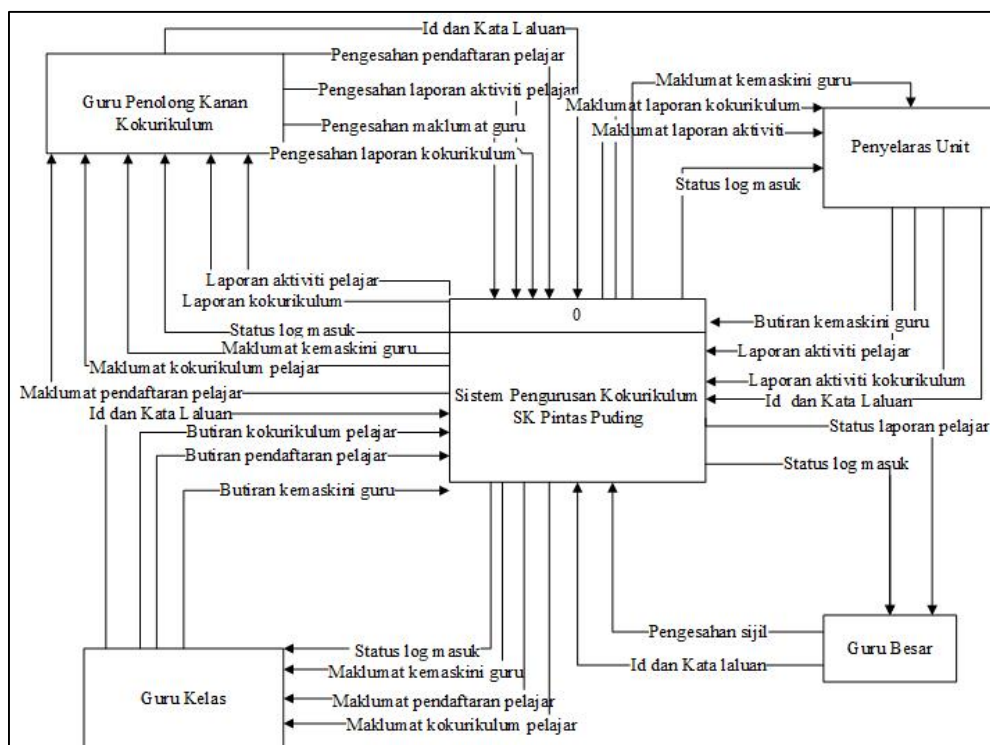 Id dan Kata Laluan
Pengesahan pendaftaran pelajar
Guru Penolong Kanan
Kokurikulum
Pengesahan laporan aktiviti pelajar
Pengesahan maklumat guru
Pengesahan laporan kokurikulum
Maklumat kemaskini guru
Maklumat laporan kokurikulum
Maklumat laporan aktiviti
Penyelaras Unit
Status log masuk
Laporan aktiviti pelajar
Laporan kokurikulum
Status log masuk
Maklumat kemaskini guru
Maklumat kokurikulum pelajar
Maklumat pendaftaran pelajar
Id dan Kata Laluan
Butiran kokurikulum pelajar
Butiran pendaftaran pelajar
Butiran kemaskini guru
0
Sistem Pengurusan Kokurikulum
SK Pintas Puding
Butiran kemaskini guru
Laporan aktiviti pelajar
Laporan aktiviti kokurikulum
Id dan Kata Laluan
Status laporan pelajar
Status log masuk
Status log masuk
Maklumat kemaskini guru
Maklumat pendaftaran pelajar
Maklumat kokurikulum pelajar
Guru Kelas
Pengesahan sijil
Id dan Kata laluan
Guru Besar